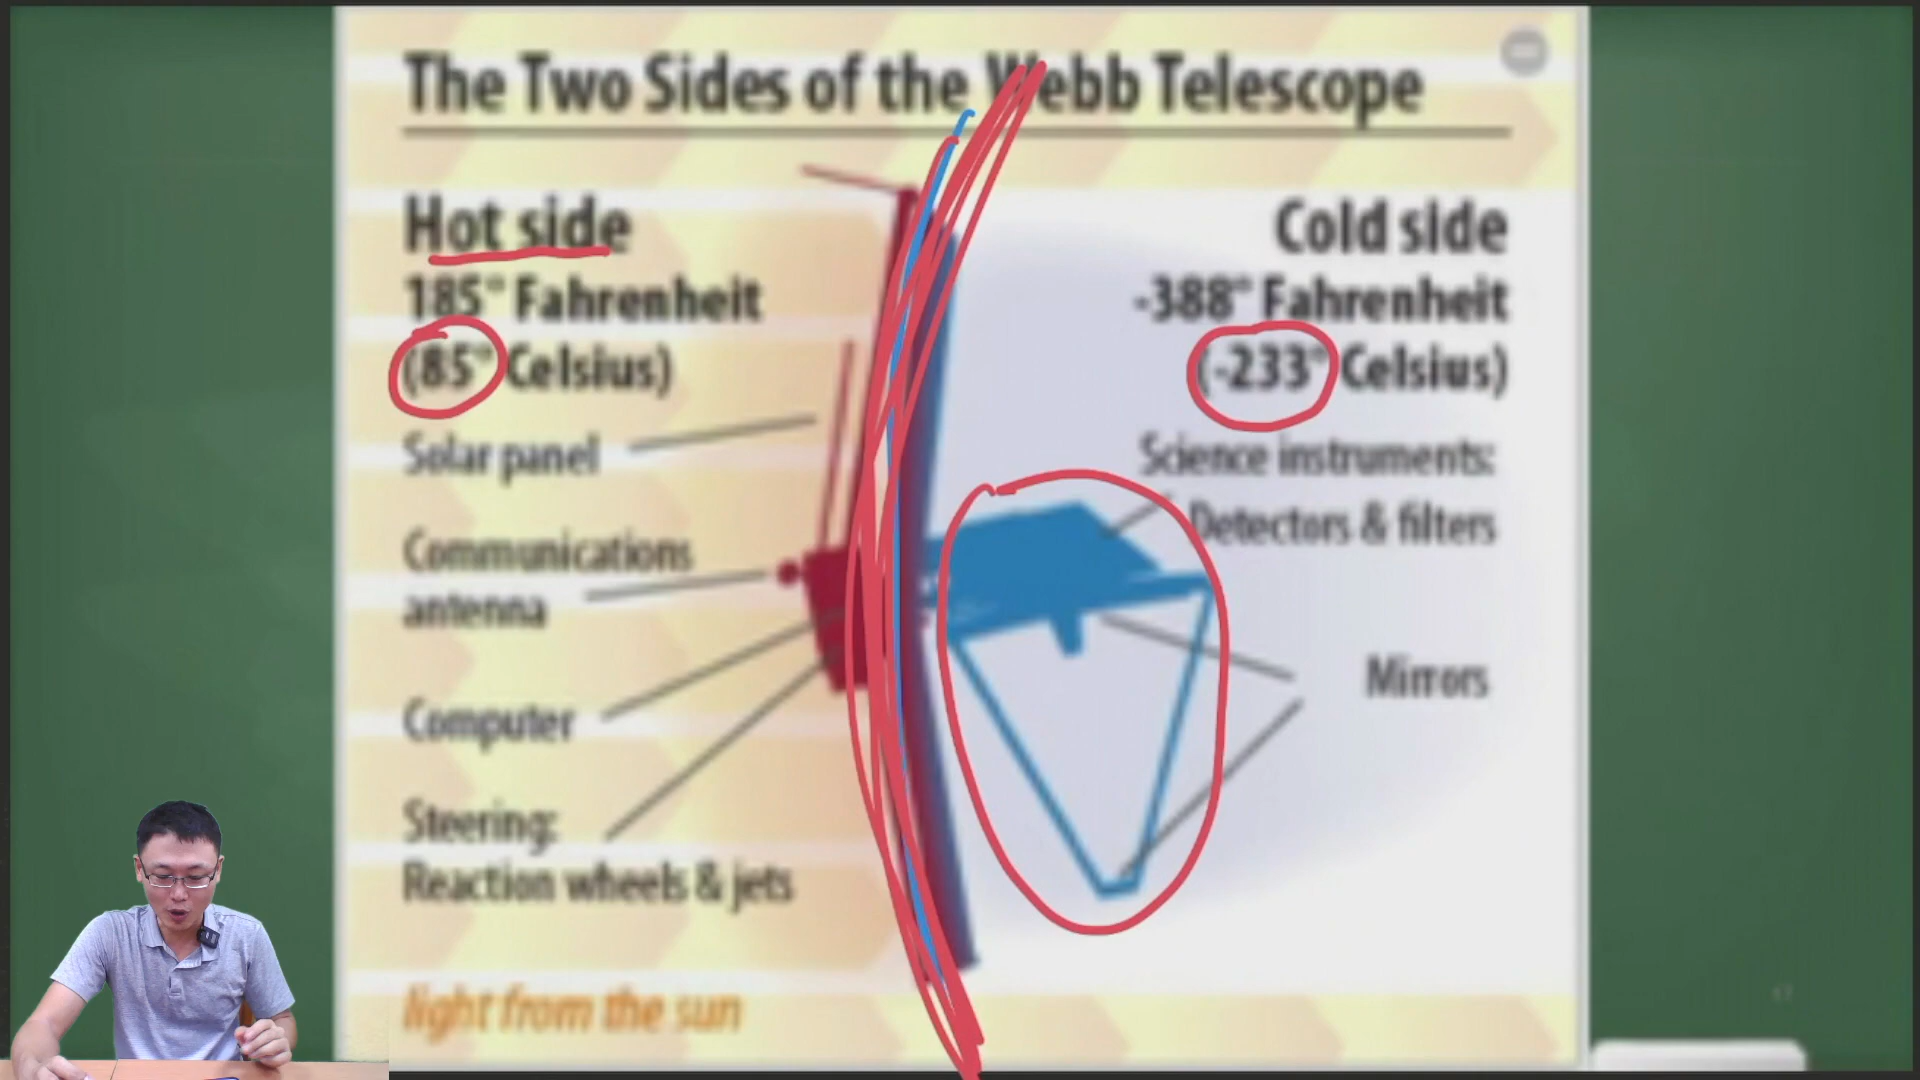 The Two Sides of the Webb Telescope
Hot side
185° Fahrenheit
(85° Celsius)
Solar panel
Communications
antenna
Computer
Steering:
Reaction wheels & jets
light from the sun
Cold side
-388° Fahrenheit
(-233° Celsius)
Science instruments:
Detectors & filters
Mirrors
17